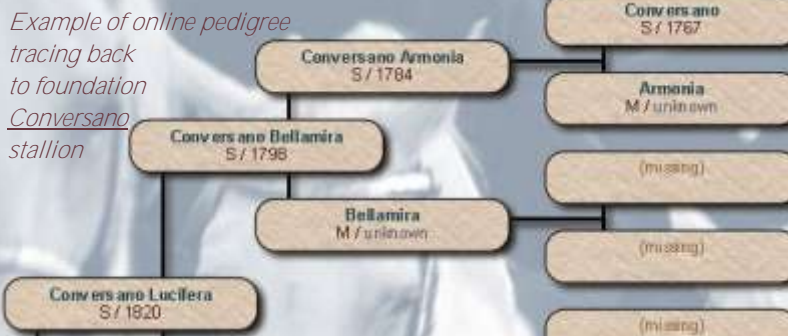 Example of online pedigree
tracing back
to foundation
Conversano
stallion
Conversano
S / 1767
Conversano Armonia
S / 1784
Armonia
M / unknown
Conversano Bellamira
S / 1798
(missing)
Bellamira
M / unknown
(missing)
Conversano Lucifera
S / 1820
(missing)